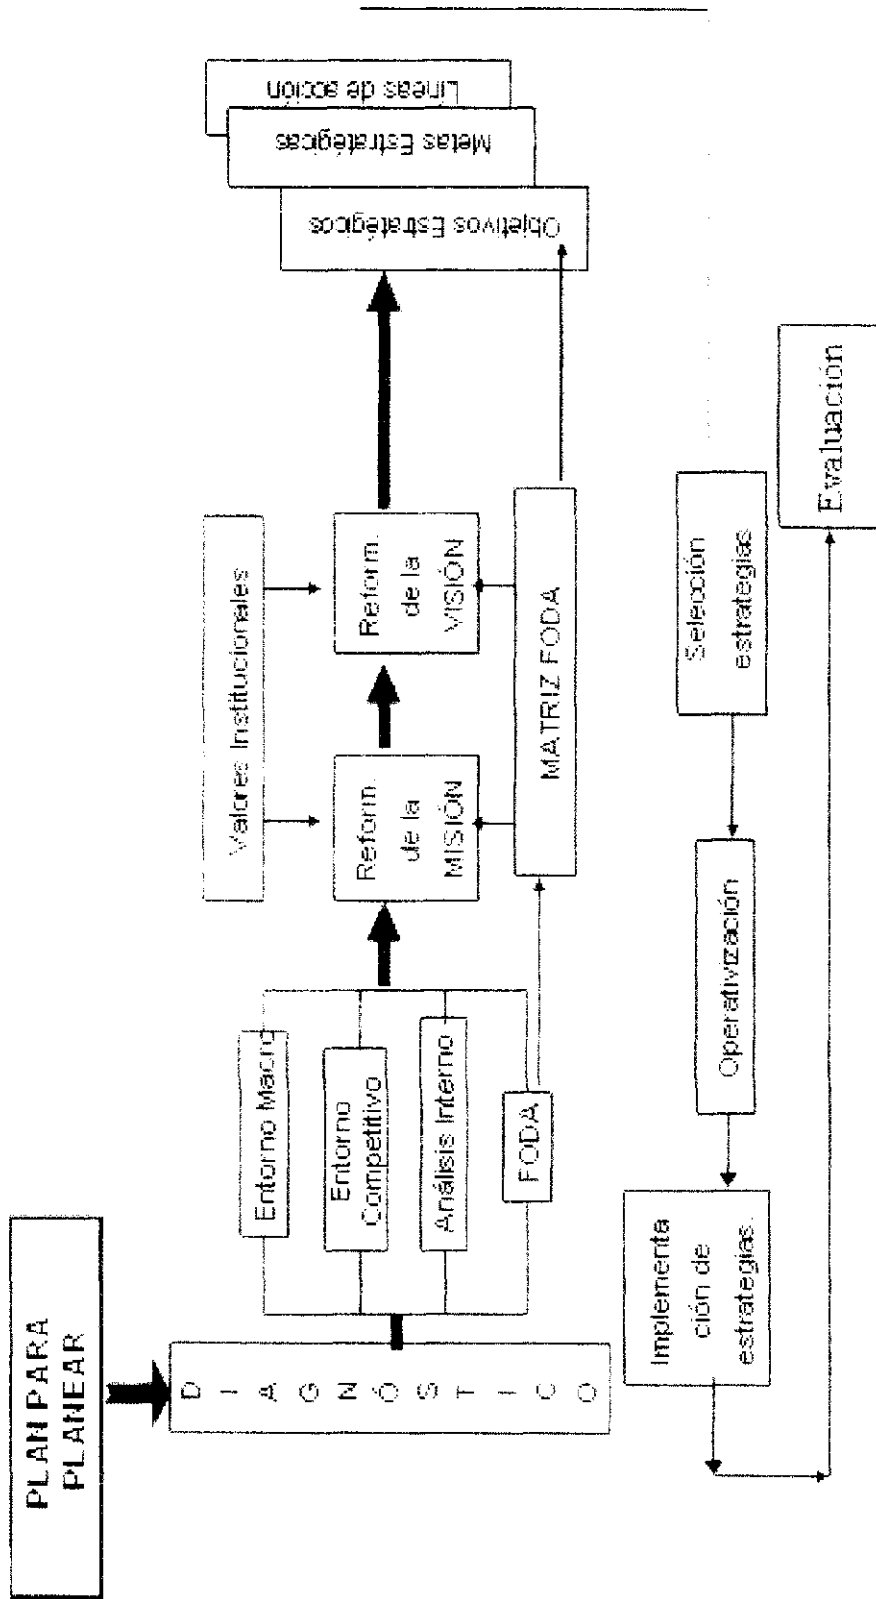 PLAN PARA
PLANEAR
D
I
A
G
N
Ó
S
T
I
C
O
Entorno Macro
Entorno
Competitivo
Análisis Interno
FODA
Valores Institucionales
Reform.
de la
MISIÓN
Reform.
de la
VISIÓN
MATRIZ FODA
Objetivos Estratégicos
Metas Estratégicas
Líneas de acción
Selección
estrategias
Operativización
Implementa
ción de
estrategias.
Evaluación